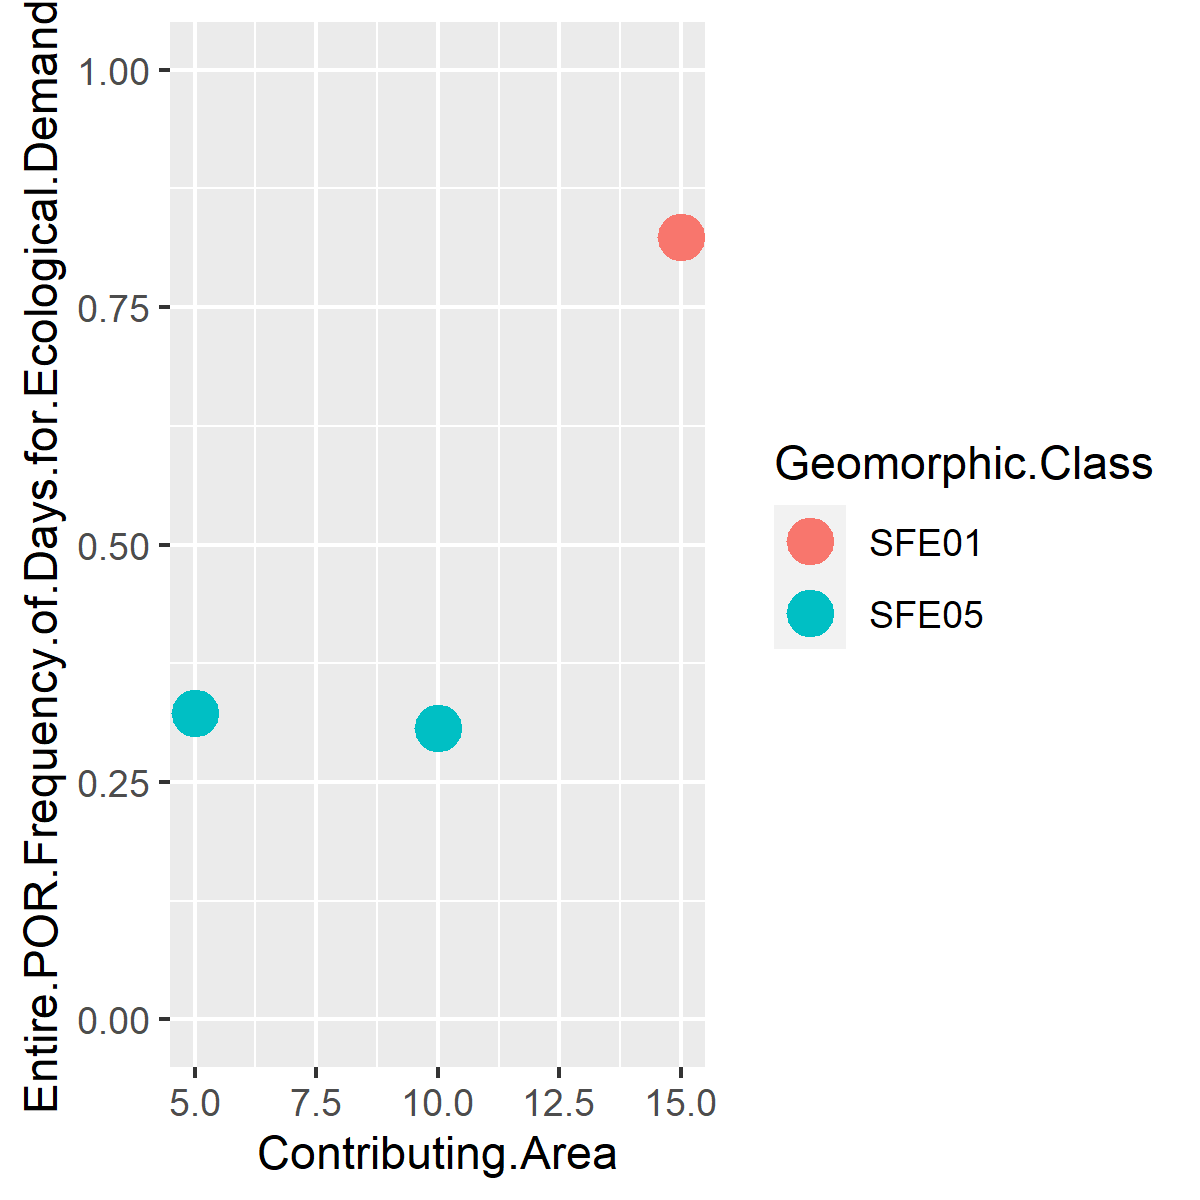 Entire.POR.Frequency.of.Days.for.Ecological.Demand
1.00
0.75
0.50
0.25
0.00
5.0 7.5 10.0 12.5 15.0
Contributing.Area
Geomorphic.Class
SFE01
SFE05